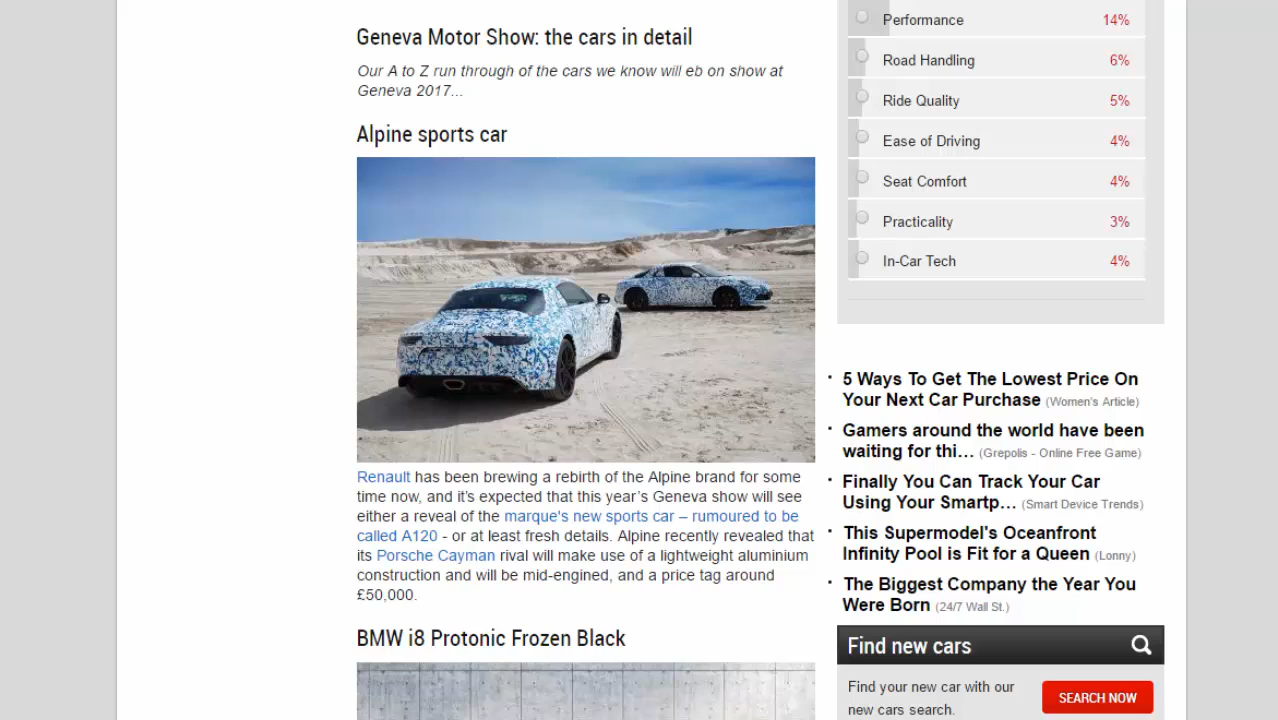 Geneva Motor Show: the cars in detail
Our A to Z run through of the cars we know will eb on show at
Geneva 2017...
Alpine sports car
Renault has been brewing a rebirth of the Alpine brand for some
time now, and it's expected that this year's Geneva show will see
either a reveal of the marque's new sports car – rumoured to be
called A120 - or at least fresh details. Alpine recently revealed that
its Porsche Cayman rival will make use of a lightweight aluminium
construction and will be mid-engined, and a price tag around
£50,000.
BMW i8 Protonic Frozen Black
Performance 14%
Road Handling 6%
Ride Quality 5%
Ease of Driving 4%
Seat Comfort 4%
Practicality 3%
In-Car Tech 4%
· 5 Ways To Get The Lowest Price On
Your Next Car Purchase (Women's Article)
· Gamers around the world have been
waiting for thi... (Grepolis - Online Free Game)
· Finally You Can Track Your Car
Using Your Smartp... (Smart Device Trends)
· This Supermodel's Oceanfront
Infinity Pool is Fit for a Queen (Lonny)
· The Biggest Company the Year You
Were Born (24/7 Wall St.)
Find new cars
Find your new car with our
new cars search.
SEARCH NOW